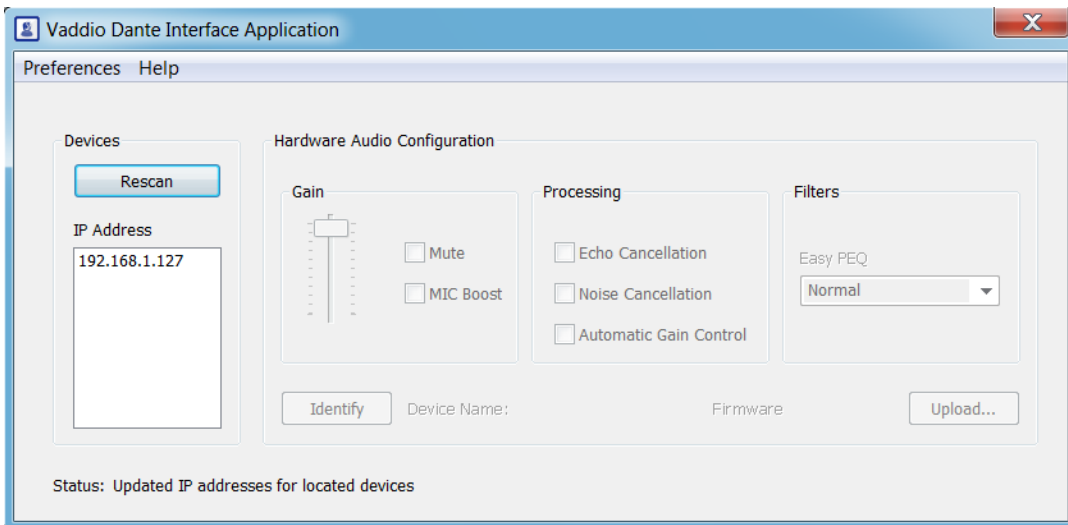 Vaddio Dante Interface Application
X
Preferences Help
Devices
Rescan
IP Address
192.168.1.127
Hardware Audio Configuration
Gain
Mute
MIC Boost
Processing
Echo Cancellation
Noise Cancellation
Automatic Gain Control
Filters
Easy PEQ
Normal
Identify Device Name: Firmware Upload...
Status: Updated IP addresses for located devices